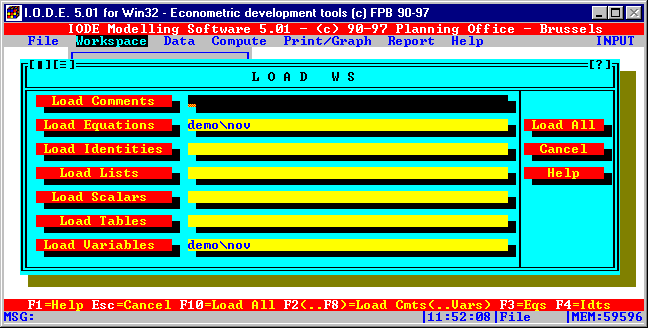 I.O.D.E. 5.01 for Win32 - Econometric development tools (c) FPB 90-97
IODE Modelling Software 5.01 - (c) 90-97 Planning Office - Brussels
File Workspace Data Compute Print/Graph Report Help INPUT
[▮][=] [?]
LOAD WS
Load Comments
Load Equations demo\nov Load All
Load Identities Cancel
Load Lists Help
Load Scalars
Load Tables
Load Variables demo\nov
F1=Help Esc=Cancel F10=Load All F2(..F8)=Load Cmts(..Vars) F3=Eqs F4=Idts
MSG: |11:52:08|File |MEM:59596